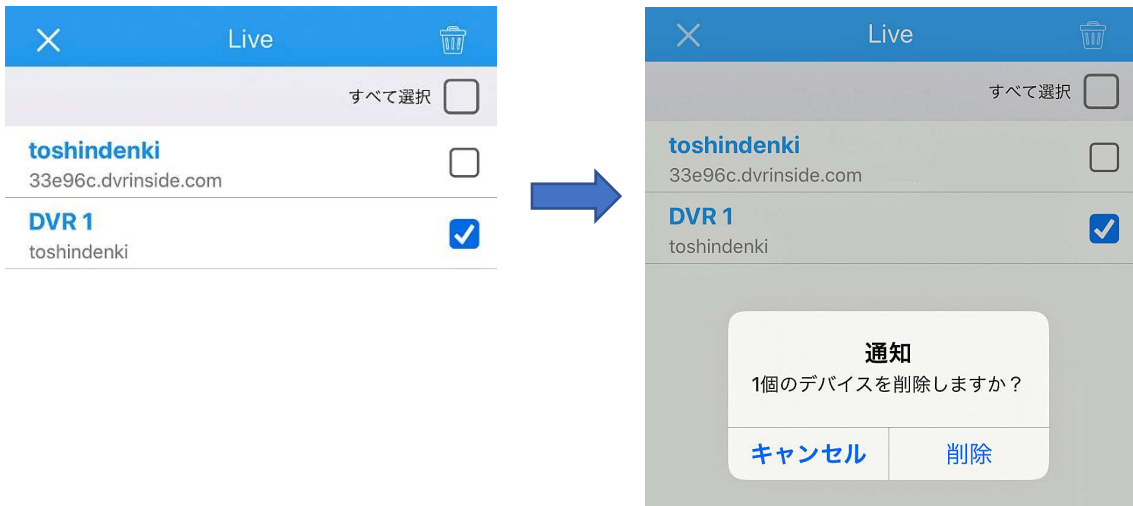 Live
すべて選択
toshindenki
33e96c.dvrinside.com
DVR 1
toshindenki
Live
すべて選択
toshindenki
33e96c.dvrinside.com
DVR 1
toshindenki
通知
1個のデバイスを削除しますか？
キャンセル
削除